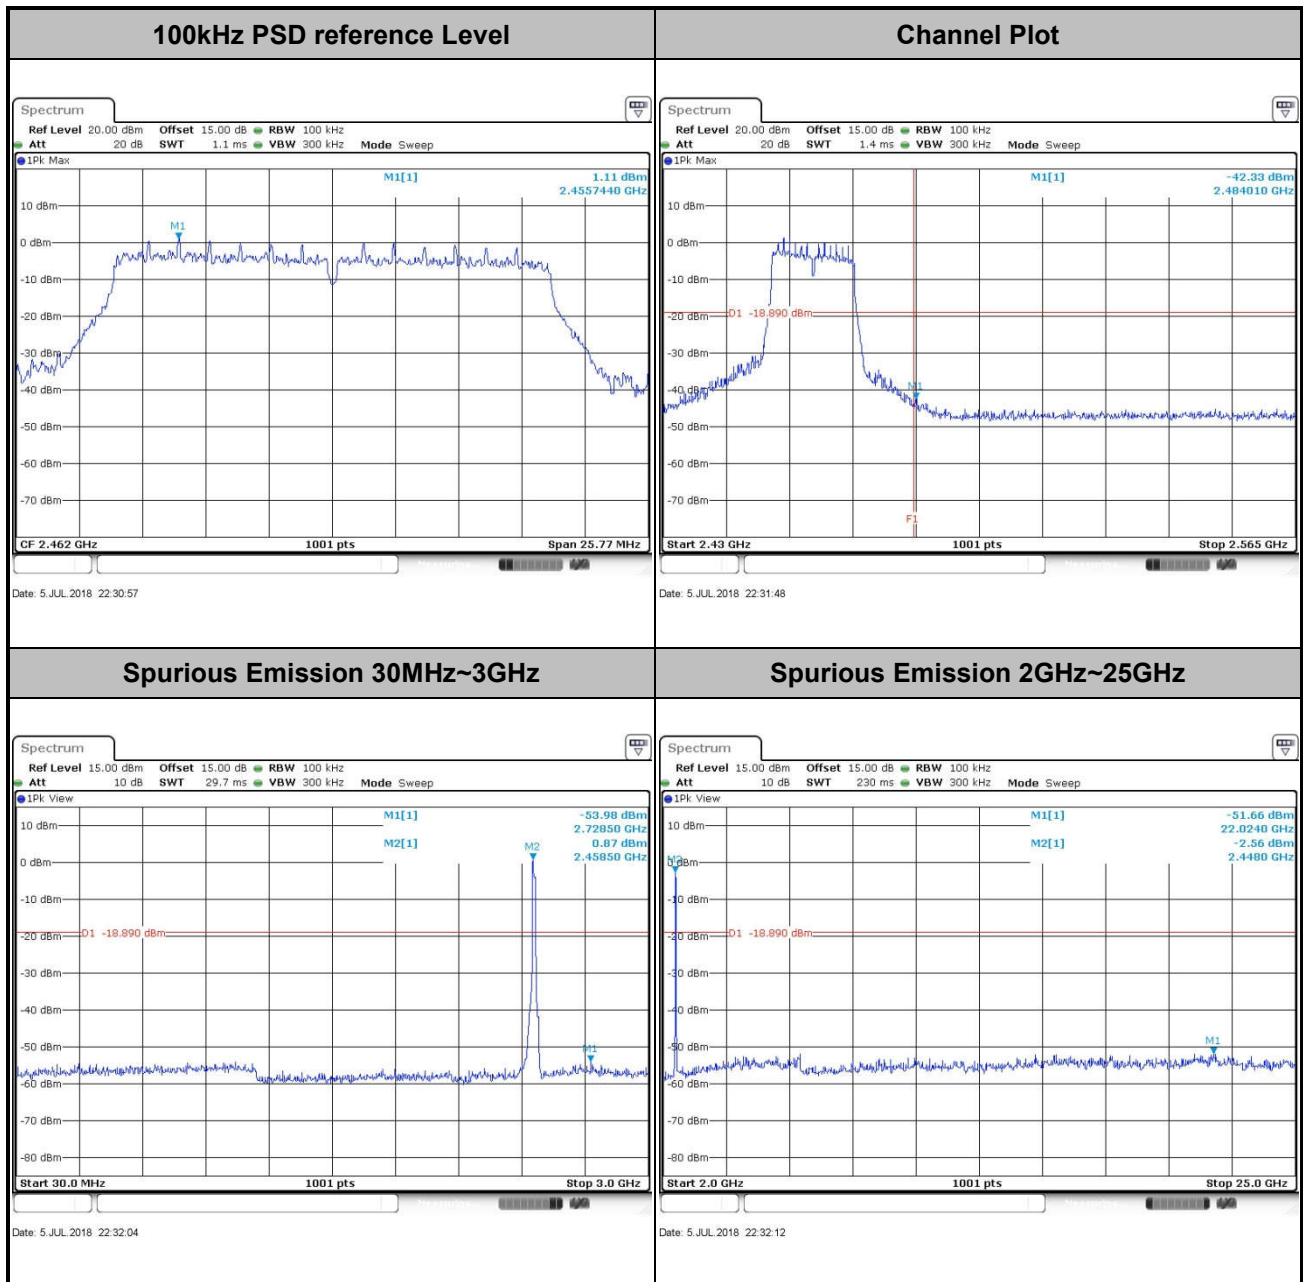 100kHz PSD reference Level
Channel Plot
Spectrum
Ref Level 20.00 dBm Offset 15.00 dB RBW 100 kHz
Att 20 dB SWT 1.1 ms VBW 300 kHz Mode Sweep
1Pk Max
M1[1] 1.11 dBm
2.4557440 GHz
M1
10 dBm
0 dBm
-10 dBm
-20 dBm
-30 dBm
-40 dBm
-50 dBm
-60 dBm
-70 dBm
CF 2.462 GHz 1001 pts Span 25.77 MHz
Date: 5.JUL.2018 22:30:57
Spectrum
Ref Level 20.00 dBm Offset 15.00 dB RBW 100 kHz
Att 20 dB SWT 1.4 ms VBW 300 kHz Mode Sweep
1Pk Max
M1[1] -42.33 dBm
2.484010 GHz
10 dBm
0 dBm
-10 dBm
-20 dBm
D1 -18.890 dBm
-30 dBm
-40 dBm
M1
-50 dBm
-60 dBm
-70 dBm
F1
Start 2.43 GHz 1001 pts Stop 2.565 GHz
Date: 5.JUL.2018 22:31:48
Spurious Emission 30MHz~3GHz
Spurious Emission 2GHz~25GHz
Spectrum
Ref Level 15.00 dBm Offset 15.00 dB RBW 100 kHz
Att 10 dB SWT 29.7 ms VBW 300 kHz Mode Sweep
1Pk View
M1[1] -53.98 dBm
2.72850 GHz
M2[1] 0.87 dBm
2.45850 GHz
M2
10 dBm
0 dBm
-10 dBm
-20 dBm
D1 -18.890 dBm
-30 dBm
-40 dBm
-50 dBm
M1
-60 dBm
-70 dBm
-80 dBm
Start 30.0 MHz 1001 pts Stop 3.0 GHz
Date: 5.JUL.2018 22:32:04
Spectrum
Ref Level 15.00 dBm Offset 15.00 dB RBW 100 kHz
Att 10 dB SWT 230 ms VBW 300 kHz Mode Sweep
1Pk View
M1[1] -51.66 dBm
22.0240 GHz
M2[1] -2.56 dBm
2.4480 GHz
10 dBm
M2
0 dBm
-10 dBm
-20 dBm
D1 -18.890 dBm
-30 dBm
-40 dBm
-50 dBm
M1
-60 dBm
-70 dBm
-80 dBm
Start 2.0 GHz 1001 pts Stop 25.0 GHz
Date: 5.JUL.2018 22:32:12